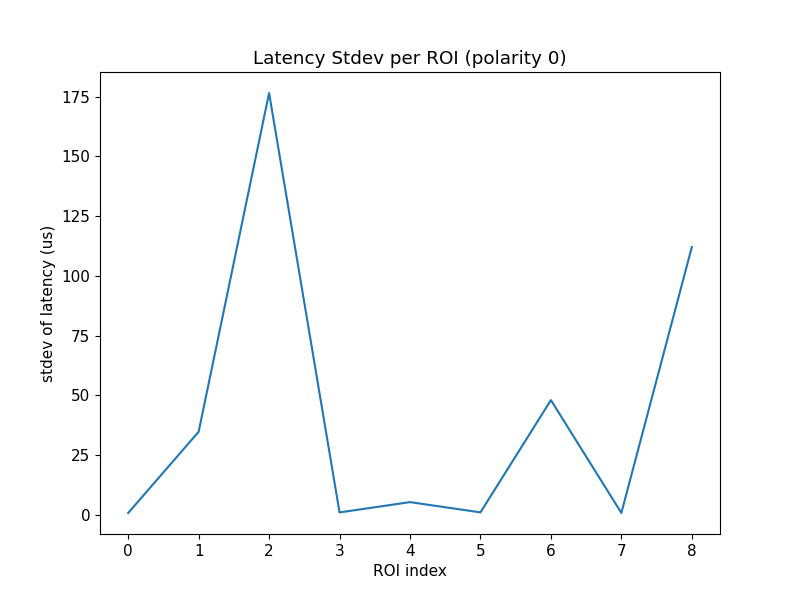 Latency Stdev per ROI (polarity 0)
175
150
125
100
75
50
25
0
stdev of latency (us)
0 1 2 3 4 5 6 7 8
ROI index